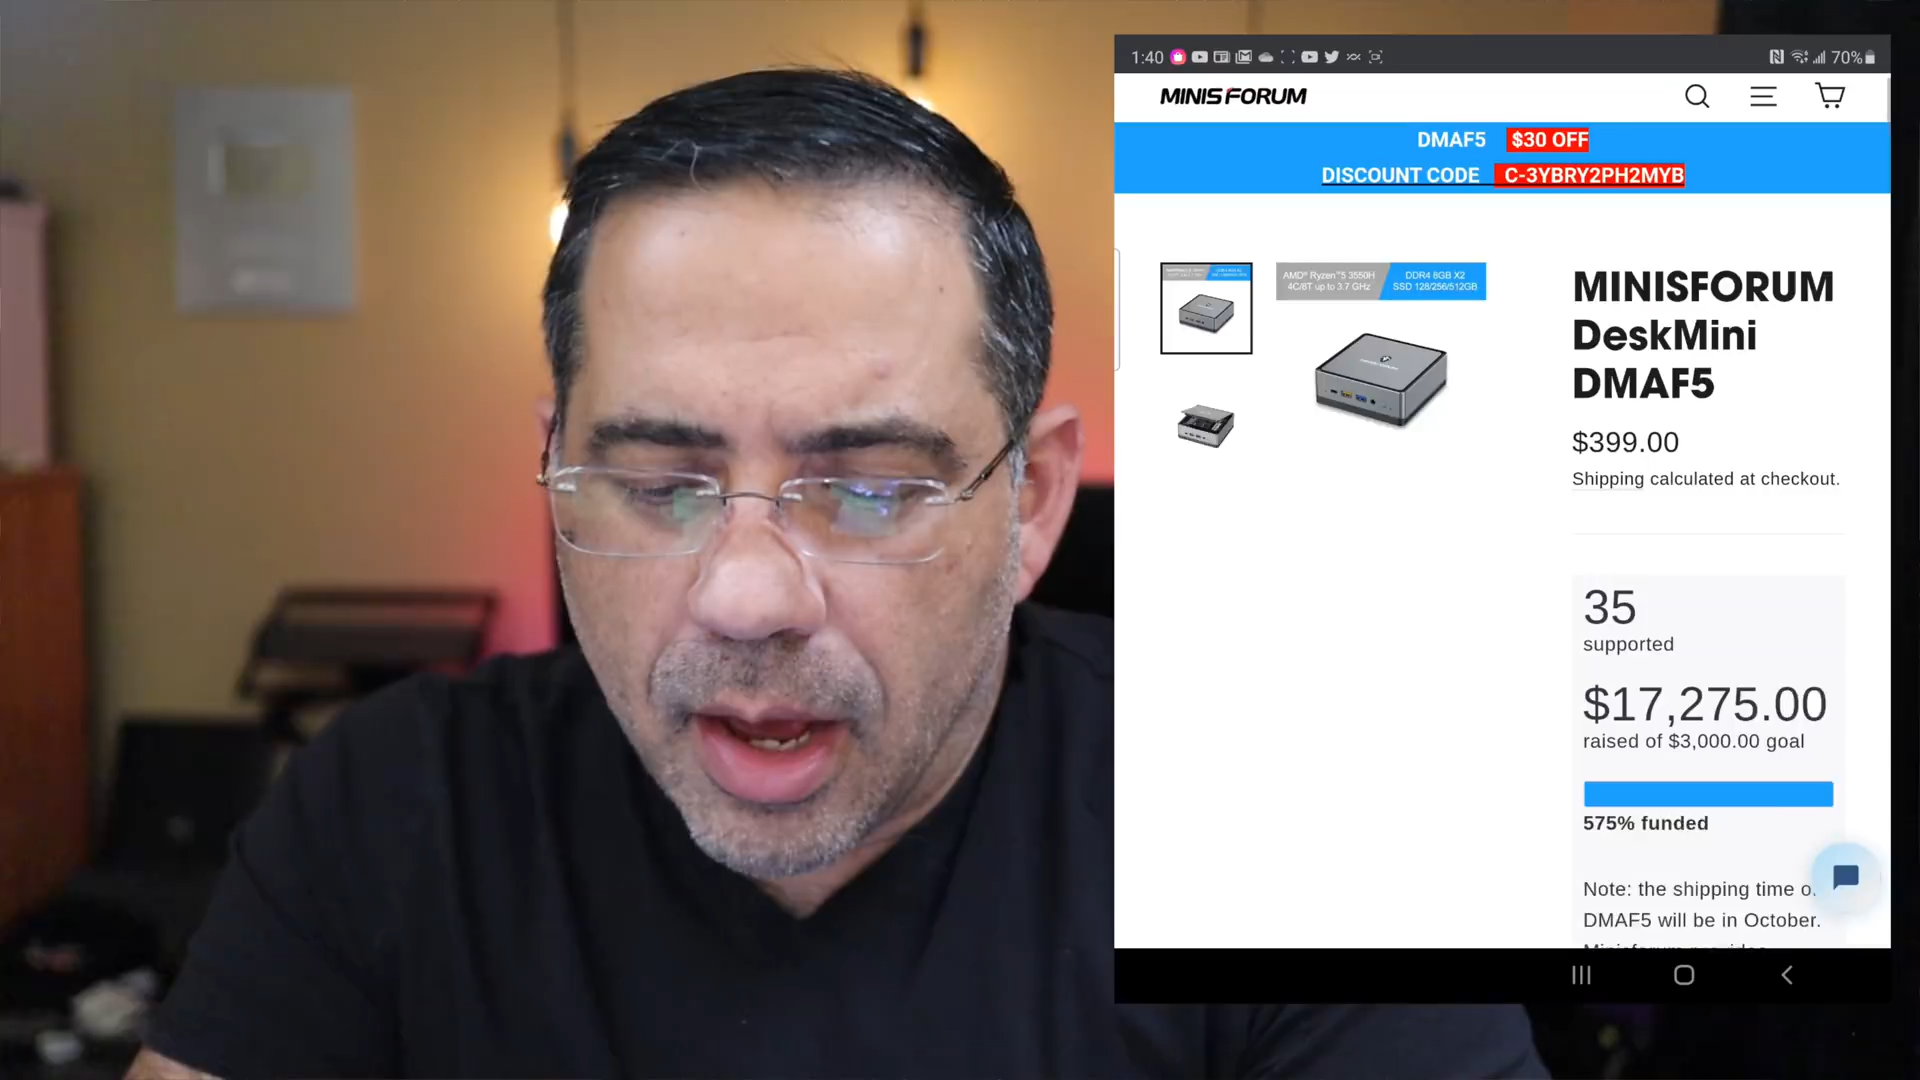 1:40
70%
MINISFORUM
DMAF5 $30 OFF
DISCOUNT CODE C-3YBRY2PH2MYB
AMD® Ryzen™5 3550H
4C/8T up to 3.7 GHz
DDR4 8GB X2
SSD 128/256/512GB
MINISFORUM
DeskMini
DMAF5
$399.00
Shipping calculated at checkout.
35
supported
$17,275.00
raised of $3,000.00 goal
575% funded
Note: the shipping time
DMAF5 will be in October.